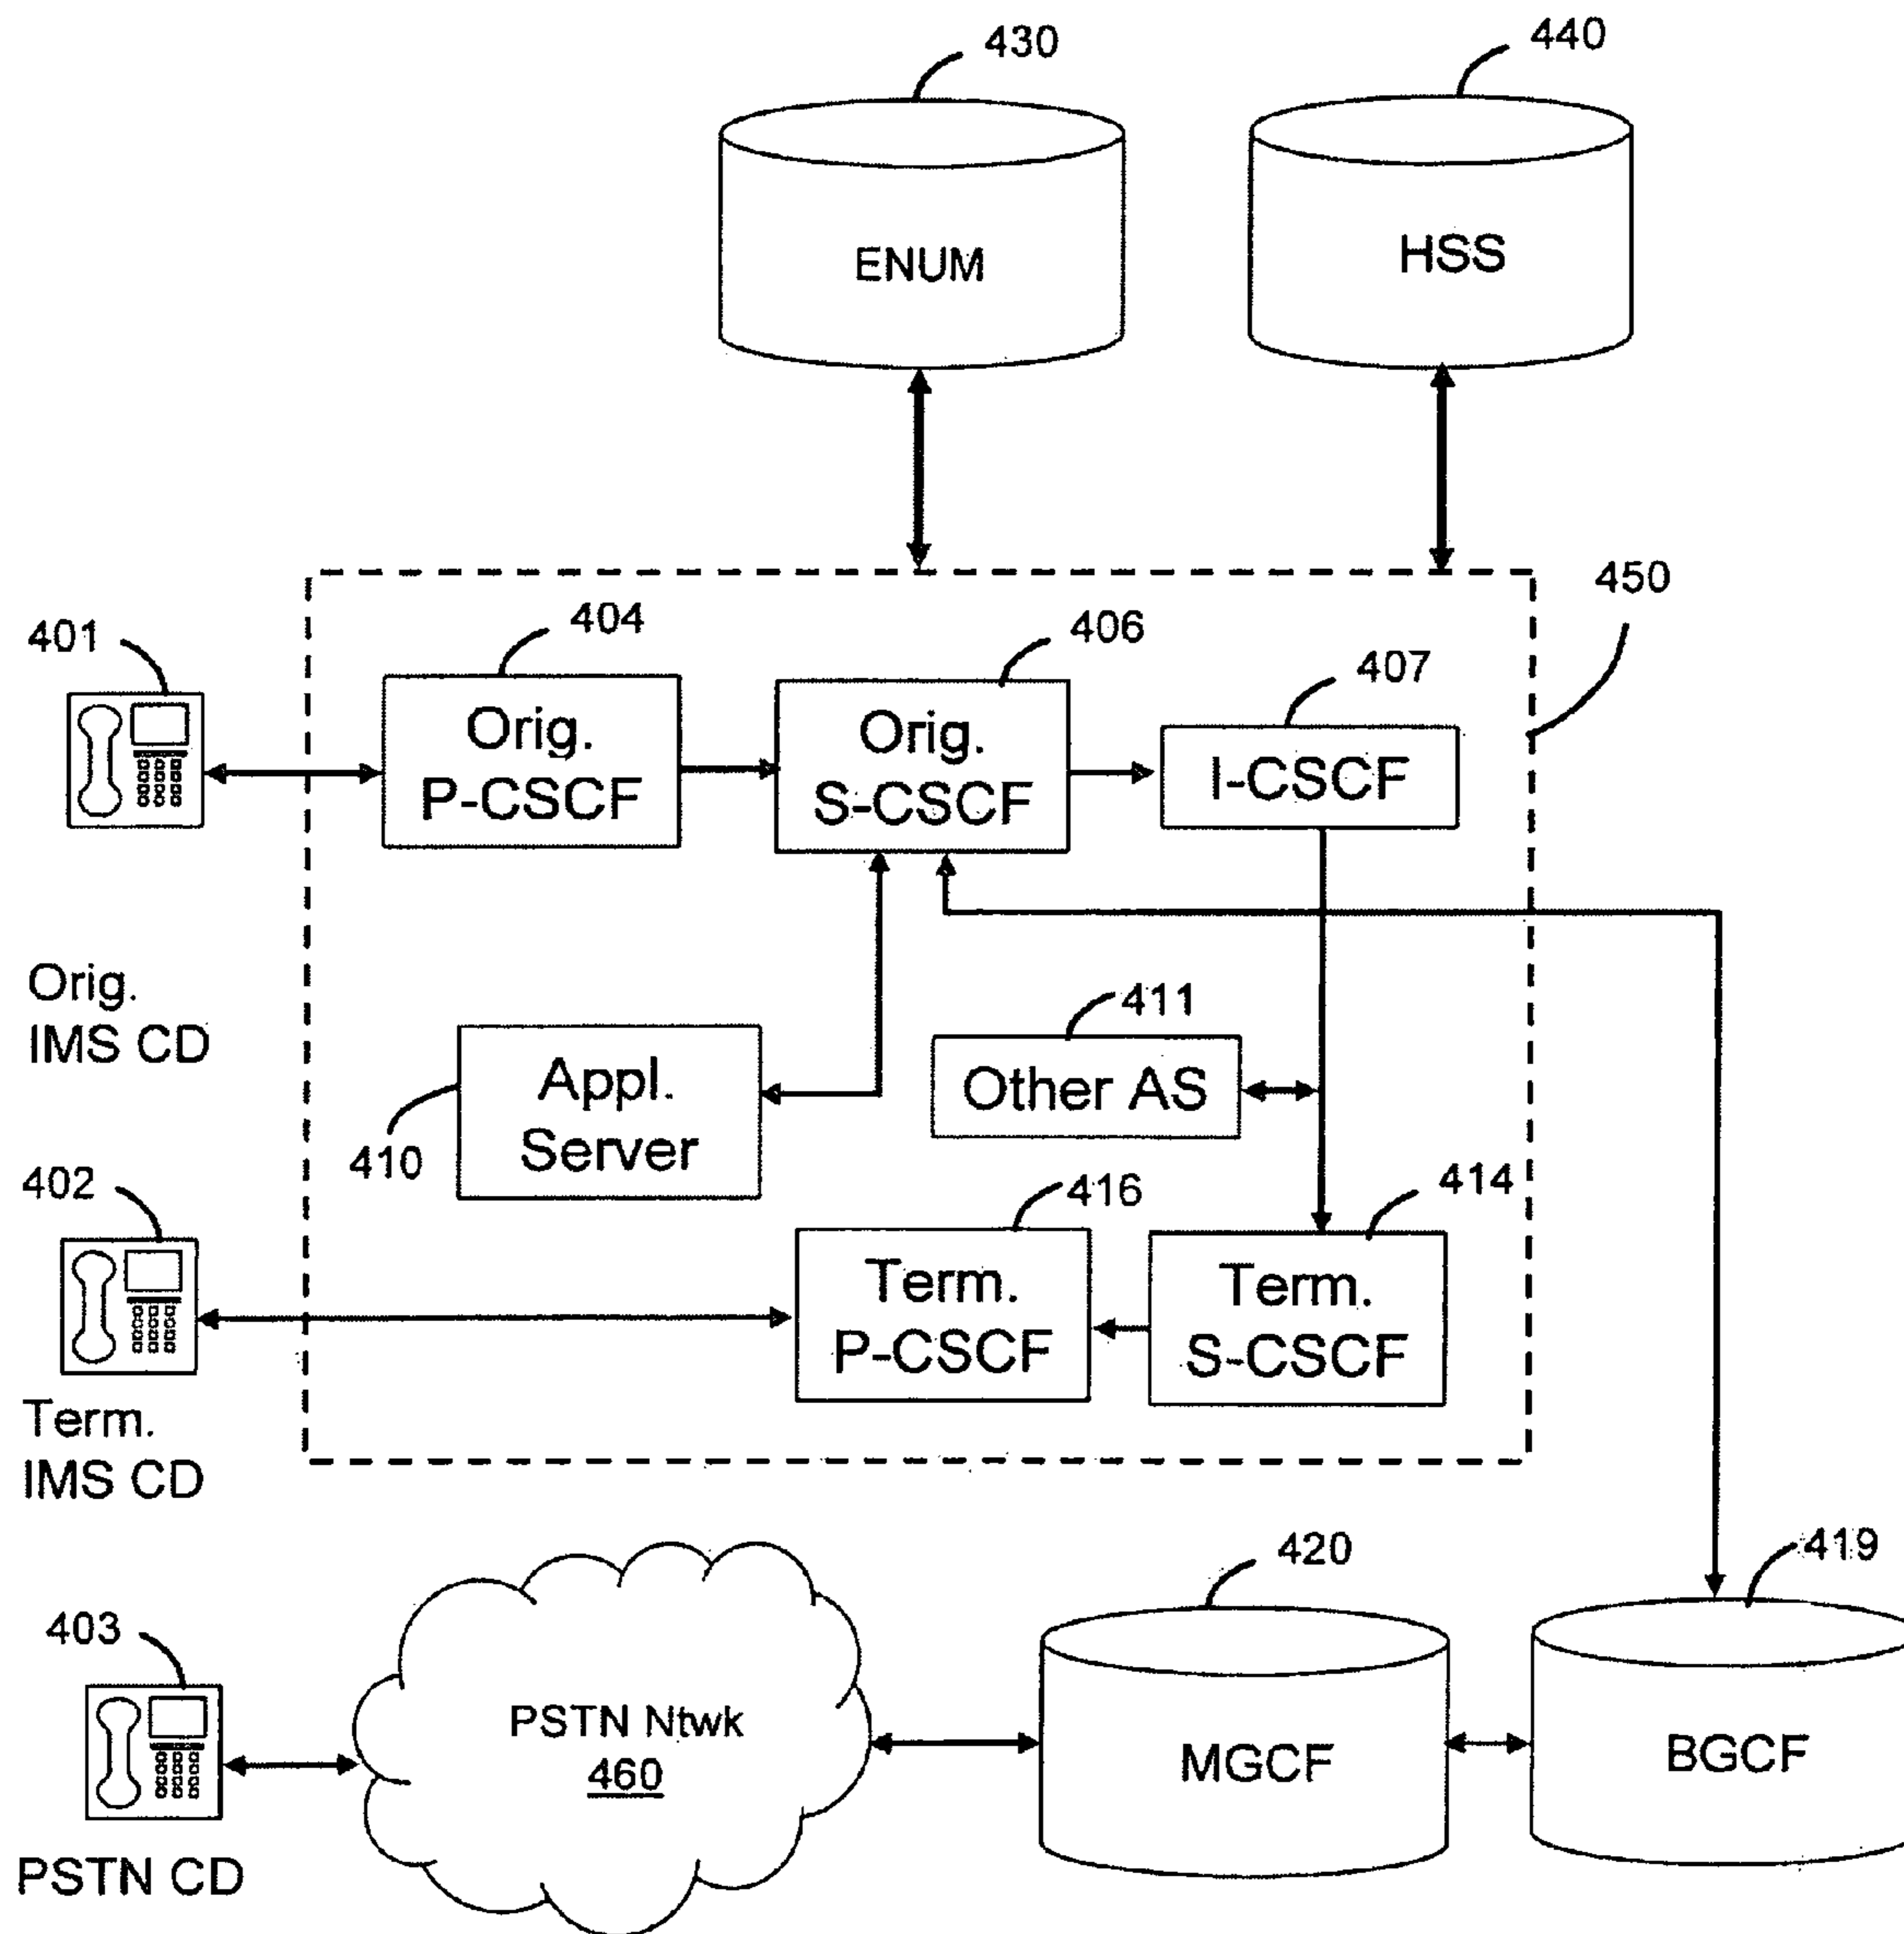 430
440
ENUM
HSS
450
401
404
406
407
Orig.
P-CSCF
Orig.
S-CSCF
I-CSCF
Orig.
IMS CD
411
Other AS
Appl.
Server
410
402
416
414
Term.
P-CSCF
Term.
S-CSCF
Term.
IMS CD
420
419
403
PSTN Ntwk
460
MGCF
BGCF
PSTN CD